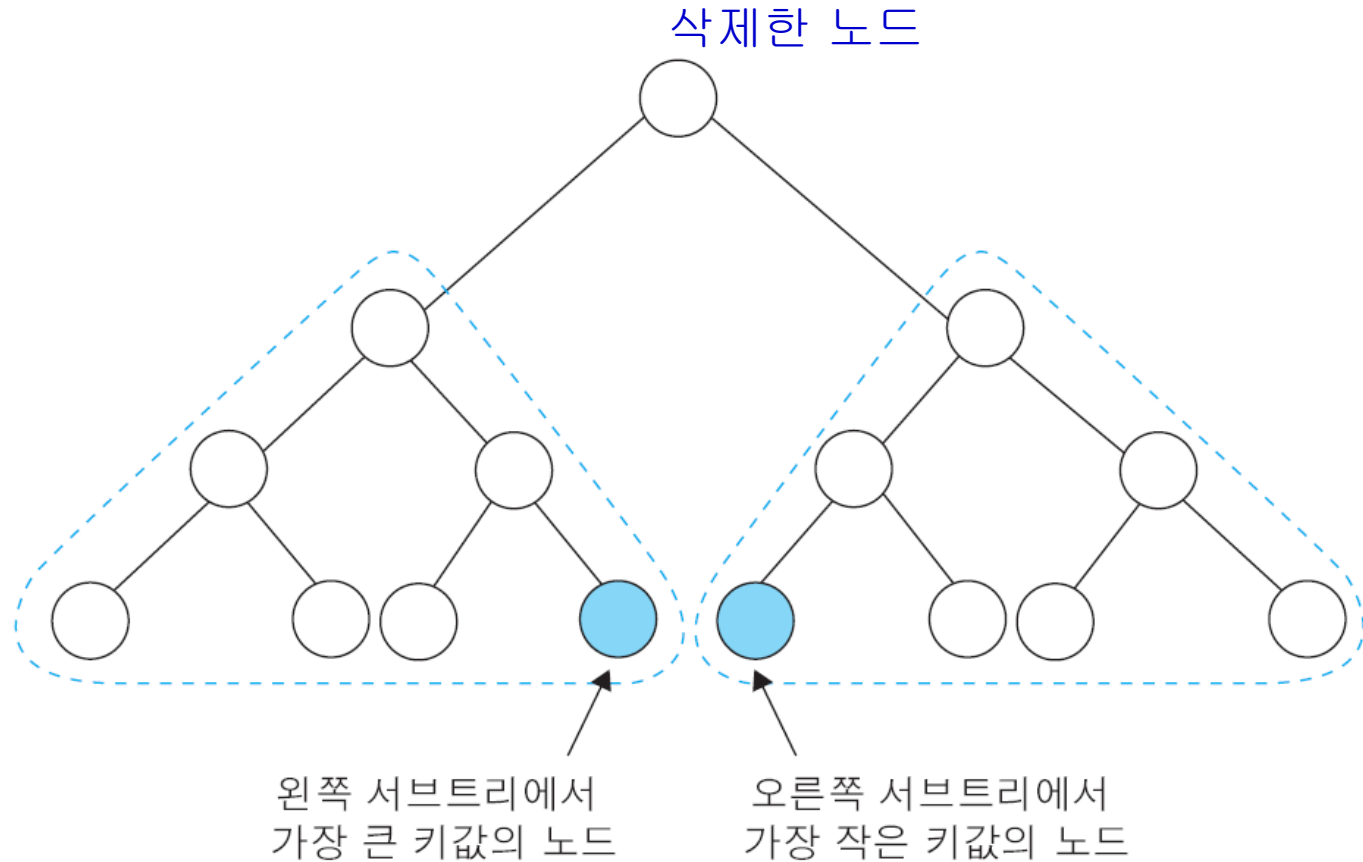 삭제한 노드
왼쪽 서브트리에서
가장 큰 키값의 노드
오른쪽 서브트리에서
가장 작은 키값의 노드